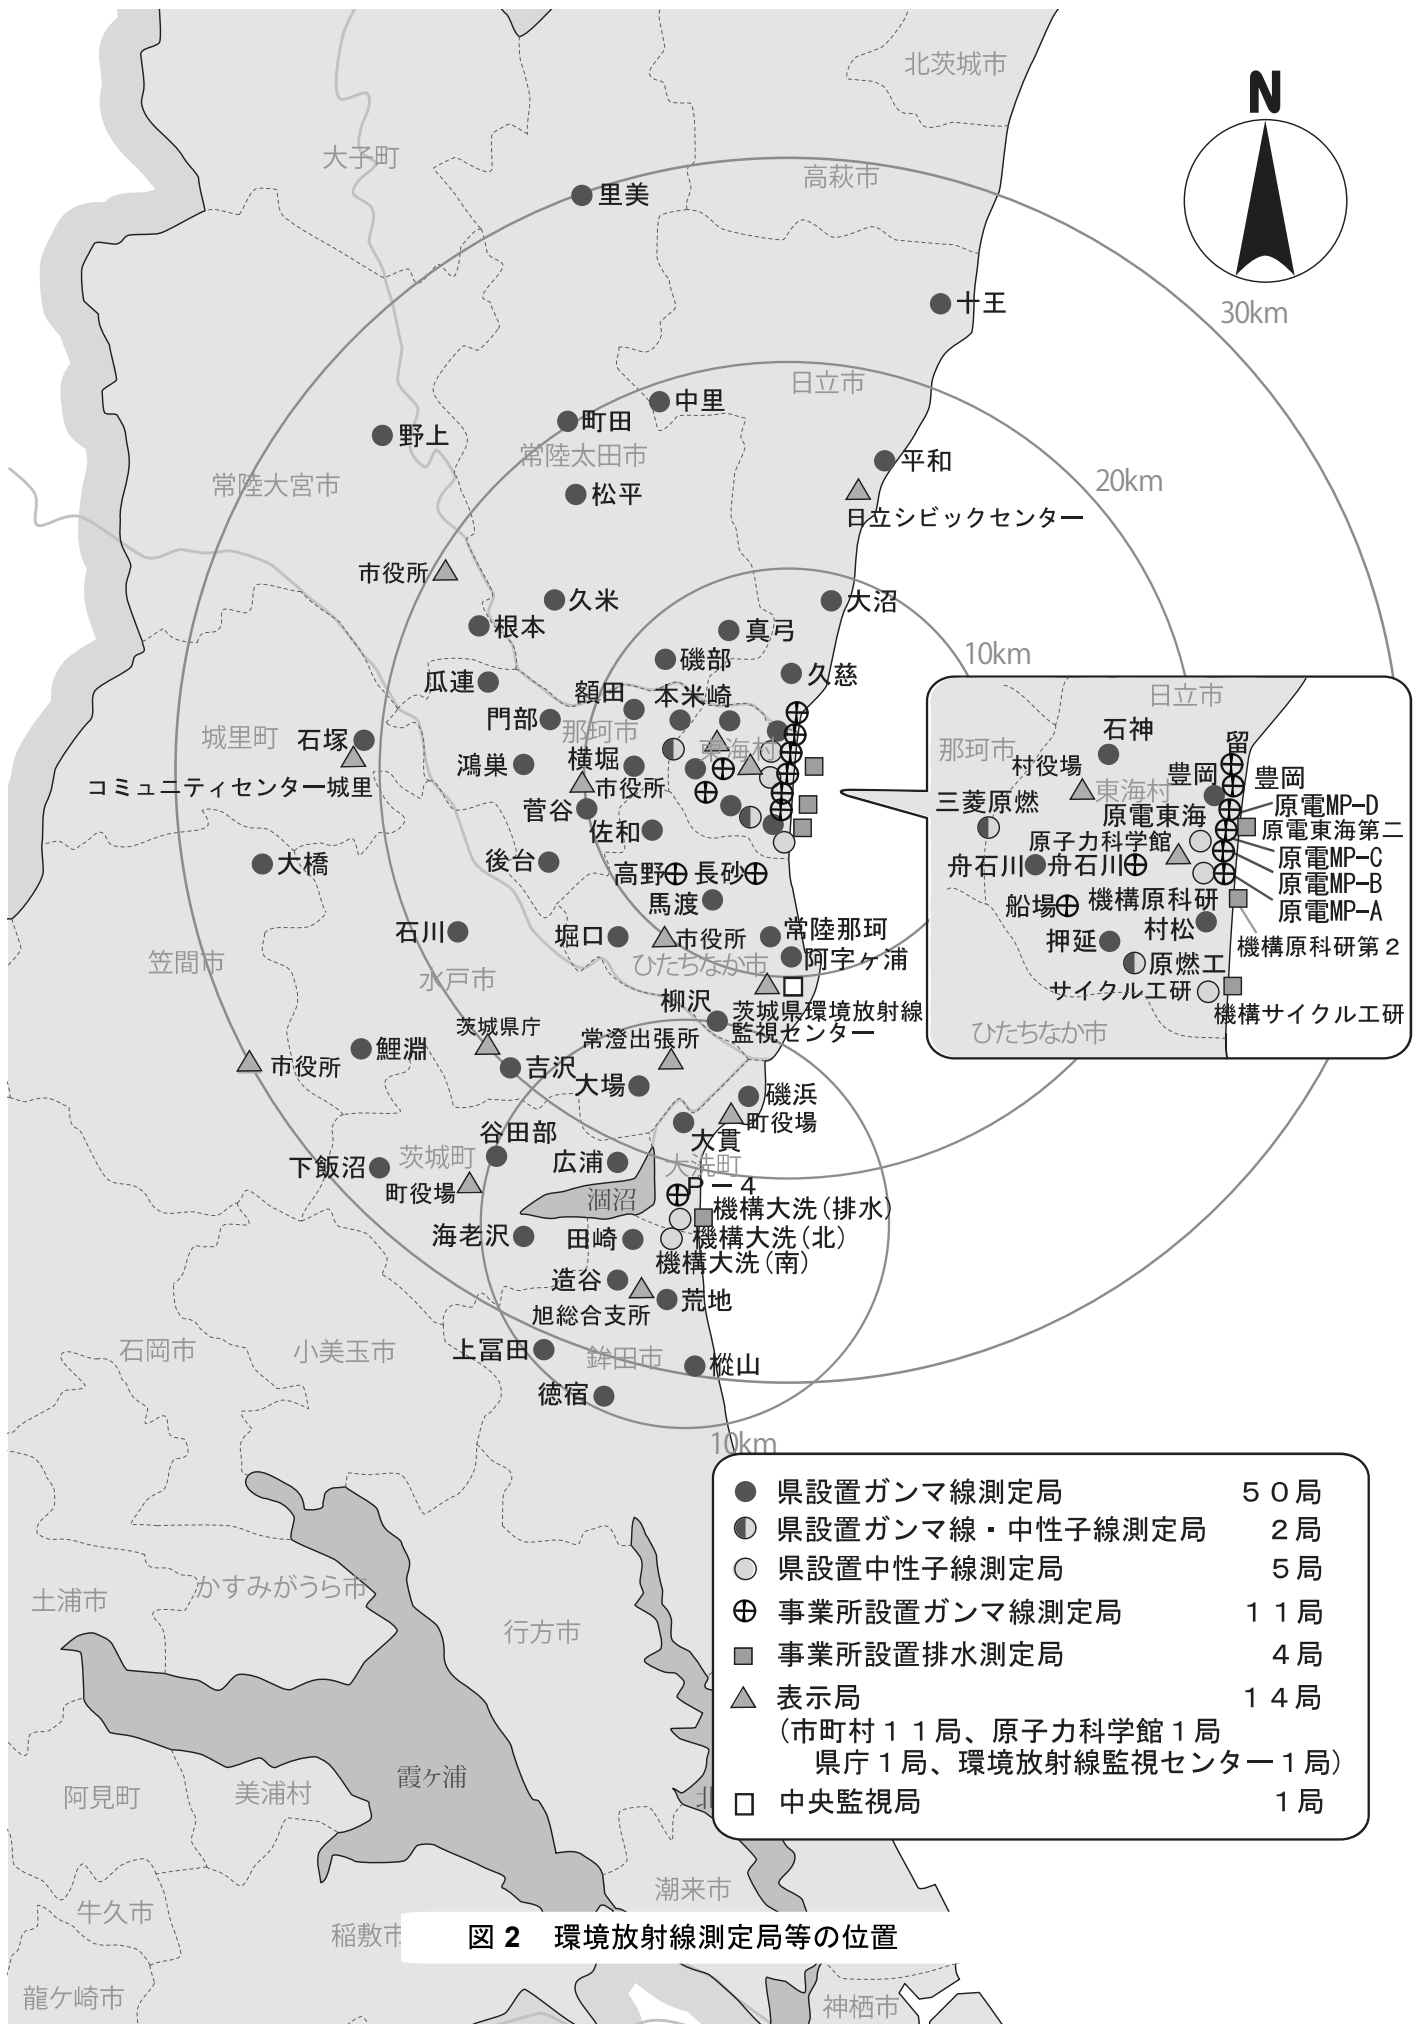 北茨城市
N
大子町
高萩市
里美
十王
30km
日立市
中里
町田
野上
常陸太田市
平和
20km
常陸大宮市
松平
日立シビックセンター
市役所
久米
大沼
根本
真弓
10km
磯部
久慈
瓜連
額田
本米崎
門部
那珂市
城里町
石塚
東海村
鴻巣
横堀
コミュニティセンター城里
市役所
菅谷
佐和
後台
大橋
高野
長砂
馬渡
石川
堀口
市役所
常陸那珂
笠間市
ひたちなか市
阿字ヶ浦
水戸市
柳沢
茨城県環境放射線
監視センター
茨城県庁
常澄出張所
鯉淵
市役所
吉沢
大場
磯浜
町役場
谷田部
大貫
下飯沼
茨城町
広浦
大洗町
町役場
涸沼
P－4
機構大洗(排水)
海老沢
田崎
機構大洗(北)
機構大洗(南)
造谷
荒地
旭総合支所
石岡市
小美玉市
上冨田
鉾田市
樅山
徳宿
10km
日立市
石神
留
那珂市
村役場
豊岡
豊岡
東海村
三菱原燃
原電東海
原電MP-D
原電東海第二
原子力科学館
原電MP-C
舟石川
舟石川
原電MP-B
船場
機構原科研
原電MP-A
村松
押延
機構原科研第２
原燃工
サイクル工研
機構サイクル工研
ひたちなか市
県設置ガンマ線測定局 ５０局
県設置ガンマ線・中性子線測定局 ２局
県設置中性子線測定局 ５局
事業所設置ガンマ線測定局 １１局
事業所設置排水測定局 ４局
表示局 １４局
(市町村１１局、原子力科学館１局
県庁１局、環境放射線監視センター１局)
中央監視局 １局
土浦市
かすみがうら市
行方市
霞ヶ浦
北
阿見町
美浦村
潮来市
牛久市
稲敷市
図 2 環境放射線測定局等の位置
龍ケ崎市
神栖市